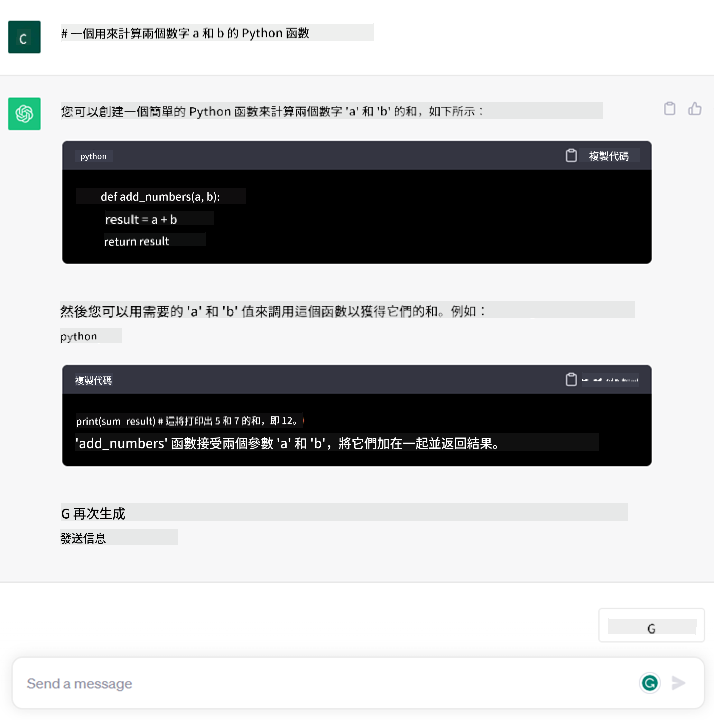 C
# 一個用來計算兩個數字 a 和 b 的 Python 函數
您可以創建一個簡單的 Python 函數來計算兩個數字 'a' 和 'b' 的和，如下所示：
python
複製代碼
def add_numbers(a, b):
result = a + b
return result
然後您可以用需要的 'a' 和 'b' 值來調用這個函數以獲得它們的和。例如：
python
複製代碼
print(sum_result) # 這將打印出 5 和 7 的和，即 12。
'add_numbers' 函數接受兩個參數 'a' 和 'b'，將它們加在一起並返回結果。
G 再次生成
發送信息
G
Send a message